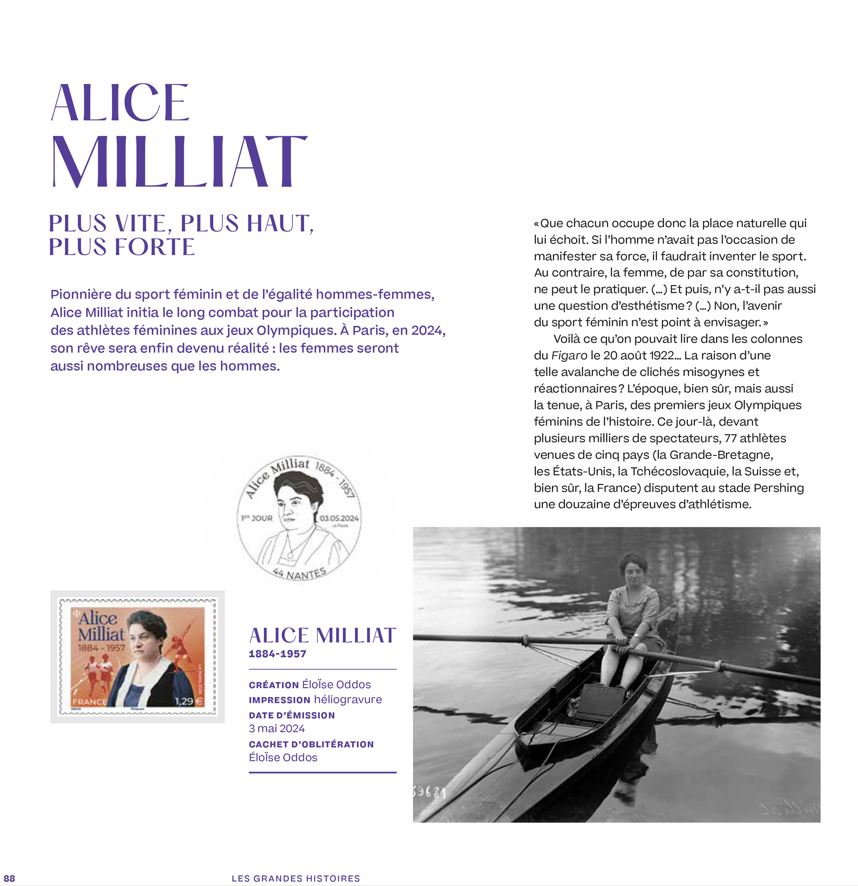 ALICE
MILLIAT
PLUS VITE, PLUS HAUT,
PLUS FORTE
Pionnière du sport féminin et de l’égalité hommes-femmes,
Alice Milliat initia le long combat pour la participation
des athlètes féminines aux jeux Olympiques. À Paris, en 2024,
son rêve sera enfin devenu réalité : les femmes seront
aussi nombreuses que les hommes.
«Que chacun occupe donc la place naturelle qui
lui échoit. Si l’homme n’avait pas l’occasion de
manifester sa force, il faudrait inventer le sport.
Au contraire, la femme, de par sa constitution,
ne peut le pratiquer. (…) Et puis, n’y a-t-il pas aussi
une question d’esthétisme ? (…) Non, l’avenir
du sport féminin n’est point à envisager. »
Voilà ce qu’on pouvait lire dans les colonnes
du Figaro le 20 août 1922… La raison d’une
telle avalanche de clichés misogynes et
réactionnaires ? L’époque, bien sûr, mais aussi
la tenue, à Paris, des premiers jeux Olympiques
féminins de l’histoire. Ce jour-là, devant
plusieurs milliers de spectateurs, 77 athlètes
venues de cinq pays (la Grande-Bretagne,
les États-Unis, la Tchécoslovaquie, la Suisse et,
bien sûr, la France) disputent au stade Pershing
une douzaine d’épreuves d’athlétisme.
Alice Milliat 1884 - 1957
1ER JOUR
03.05.2024
44 NANTES
Alice
Milliat
1884 - 1957
FRANCE
1,29 €
ALICE MILLIAT
1884-1957
CRÉATION Éloïse Oddos
IMPRESSION héliogravure
DATE D’ÉMISSION
3 mai 2024
CACHET D’OBLITÉRATION
Éloïse Oddos
Milliat
88
LES GRANDES HISTOIRES